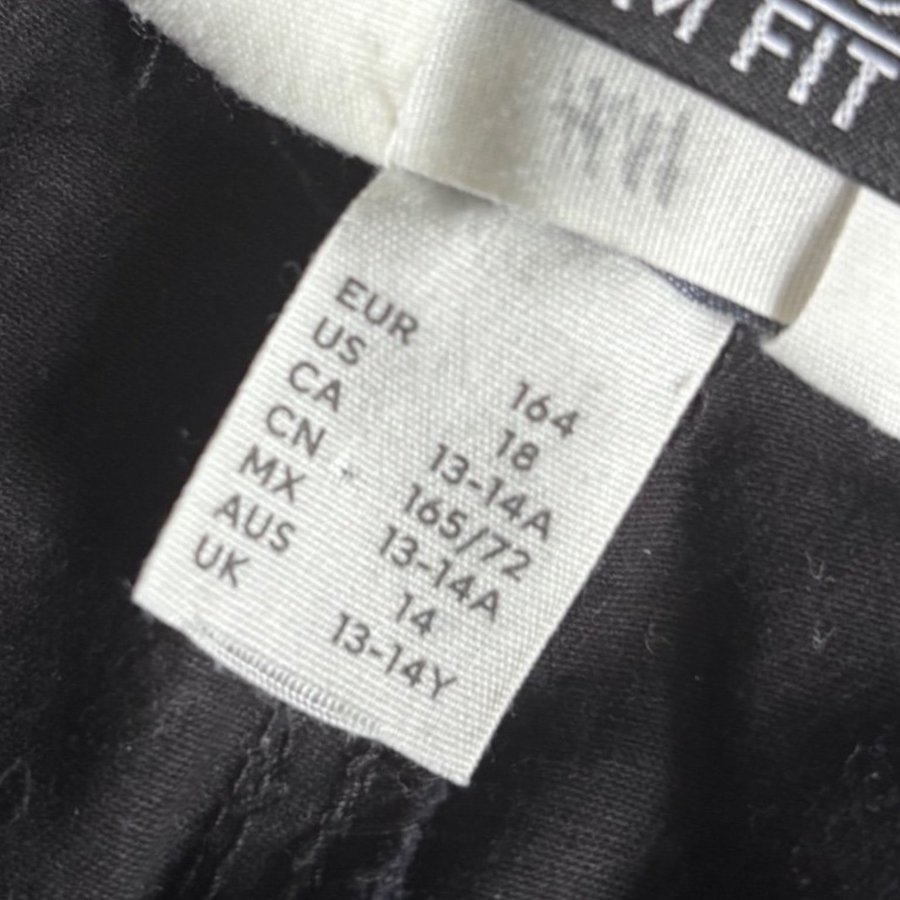 M FIT
EUR 164
US 18
CA 13-14A
CN 165/72
MX 13-14A
AUS 14
UK 13-14Y